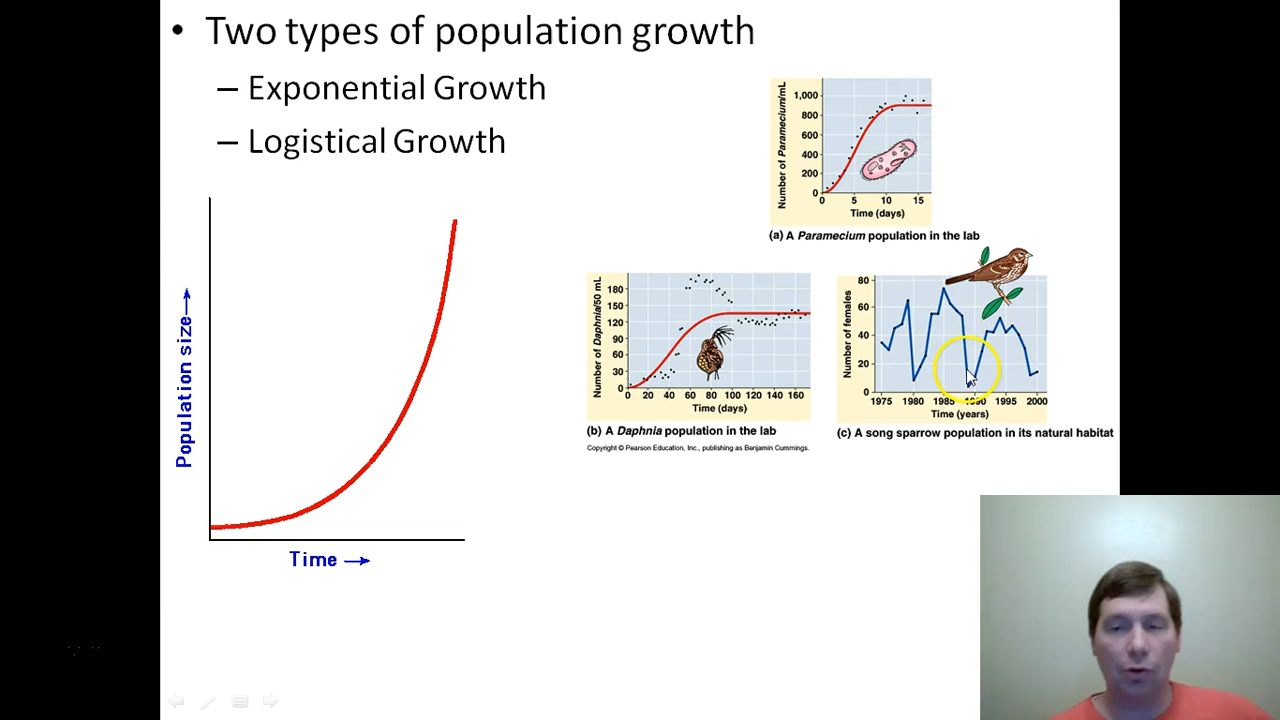 • Two types of population growth
– Exponential Growth
– Logistical Growth
Population size→
Time →
Number of Paramecium/mL
1,000
800
600
400
200
0
0 5 10 15
Time (days)
(a) A Paramecium population in the lab
Number of Daphnia/50 mL
180
150
120
90
60
30
0
0 20 40 60 80 100 120 140 160
Time (days)
(b) A Daphnia population in the lab
Copyright © Pearson Education, Inc., publishing as Benjamin Cummings.
Number of females
80
60
40
20
0
1975 1980 1985 1990 1995 2000
Time (years)
(c) A song sparrow population in its natural habitat